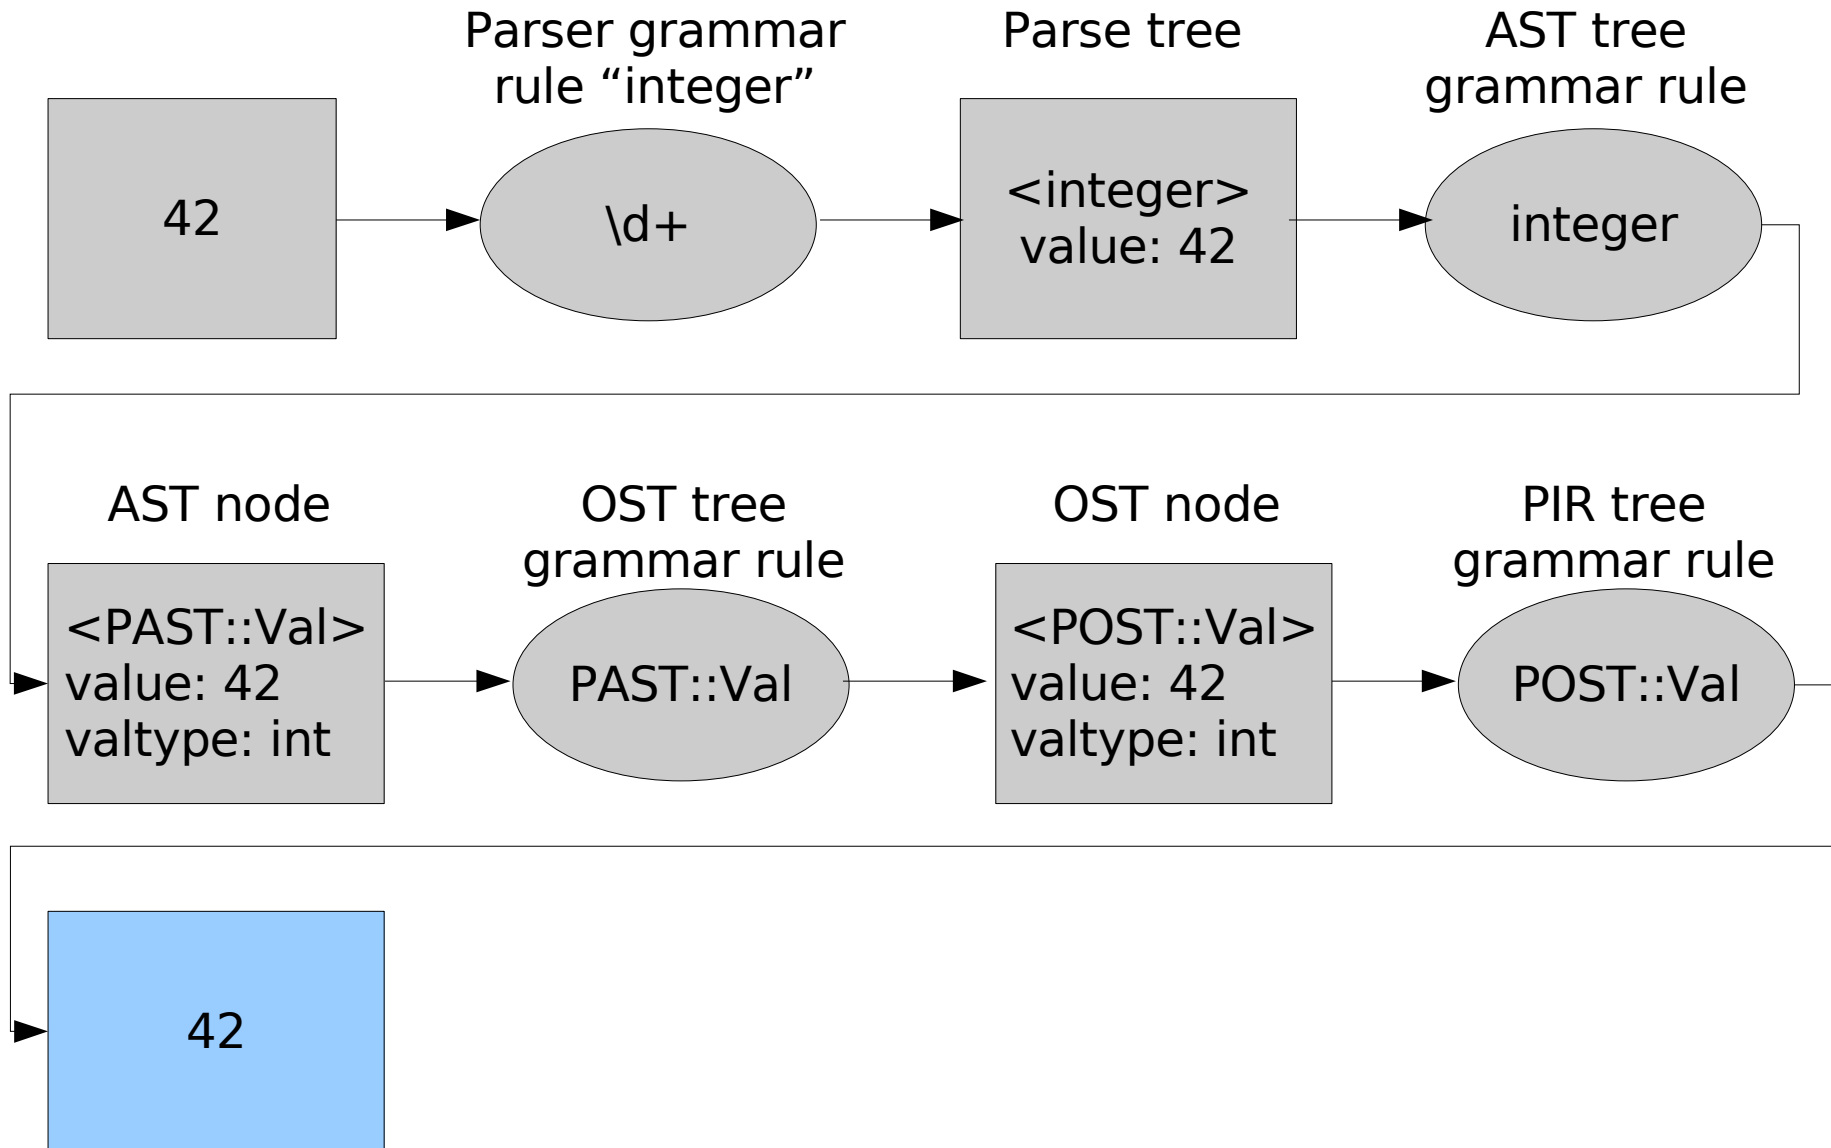 Parser grammar
rule “integer”
Parse tree
AST tree
grammar rule
42
\d+
<integer>
value: 42
integer
AST node
OST tree
grammar rule
OST node
PIR tree
grammar rule
<PAST::Val>
value: 42
valtype: int
PAST::Val
<POST::Val>
value: 42
valtype: int
POST::Val
42